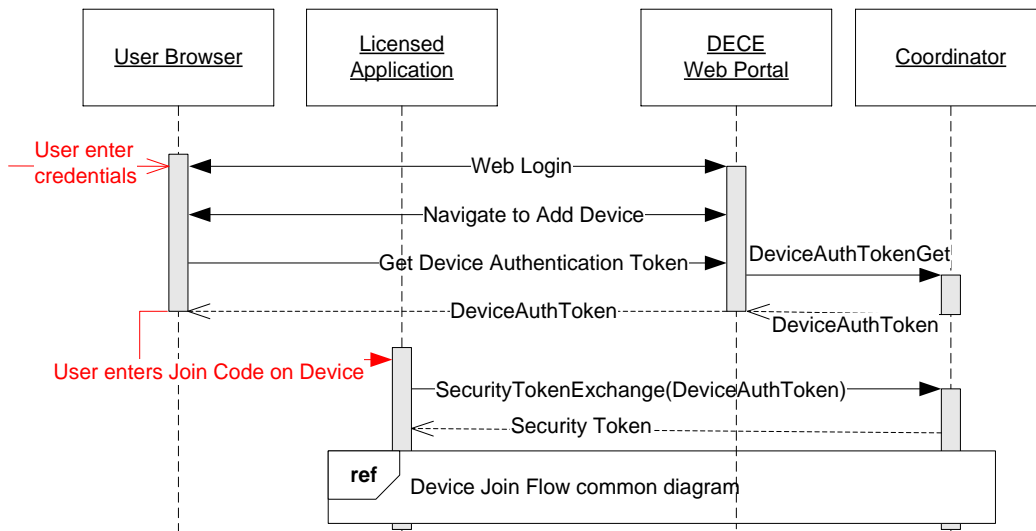 User Browser
Licensed
Application
DECE
Web Portal
Coordinator
User enter
credentials
Web Login
Navigate to Add Device
DeviceAuthTokenGet
Get Device Authentication Token
DeviceAuthToken
DeviceAuthToken
User enters Join Code on Device
SecurityTokenExchange(DeviceAuthToken)
Security Token
ref
Device Join Flow common diagram